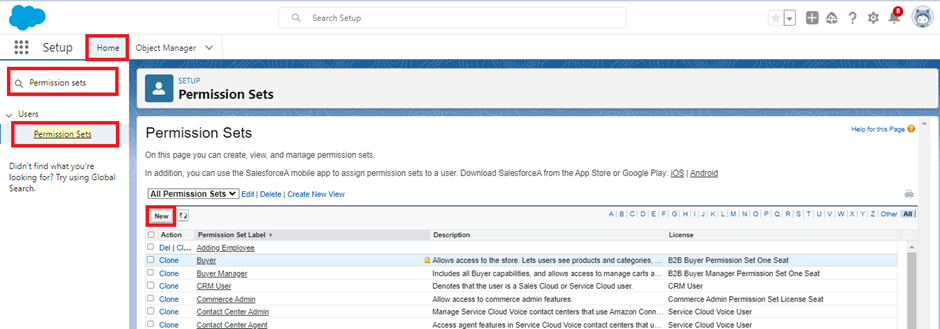 Search Setup
8
Setup
Home
Object Manager
Permission sets
Users
Permission Sets
Didn't find what you're
looking for? Try using Global
Search.
SETUP
Permission Sets
Permission Sets
Help for this Page
On this page you can create, view, and manage permission sets.
In addition, you can use the SalesforceA mobile app to assign permission sets to a user. Download SalesforceA from the App Store or Google Play: iOS | Android
All Permission Sets Edit | Delete | Create New View
New
A B C D E F G H I J K L M N O P Q R S T U V W X Y Z Other All
Action Permission Set Label ↑ Description License
Del | Cl... Adding Employee
Clone Buyer Allows access to the store. Lets users see products and categories, ... B2B Buyer Permission Set One Seat
Clone Buyer Manager Includes all Buyer capabilities, and allows access to manage carts a... B2B Buyer Manager Permission Set One Seat
Clone CRM User Denotes that the user is a Sales Cloud or Service Cloud user. CRM User
Clone Commerce Admin Allow access to commerce admin features. Commerce Admin Permission Set License Seat
Clone Contact Center Admin Manage Service Cloud Voice contact centers that use Amazon Conn... Service Cloud Voice User
Clone Contact Center Agent Access agent features in Service Cloud Voice contact centers that us... Service Cloud Voice User